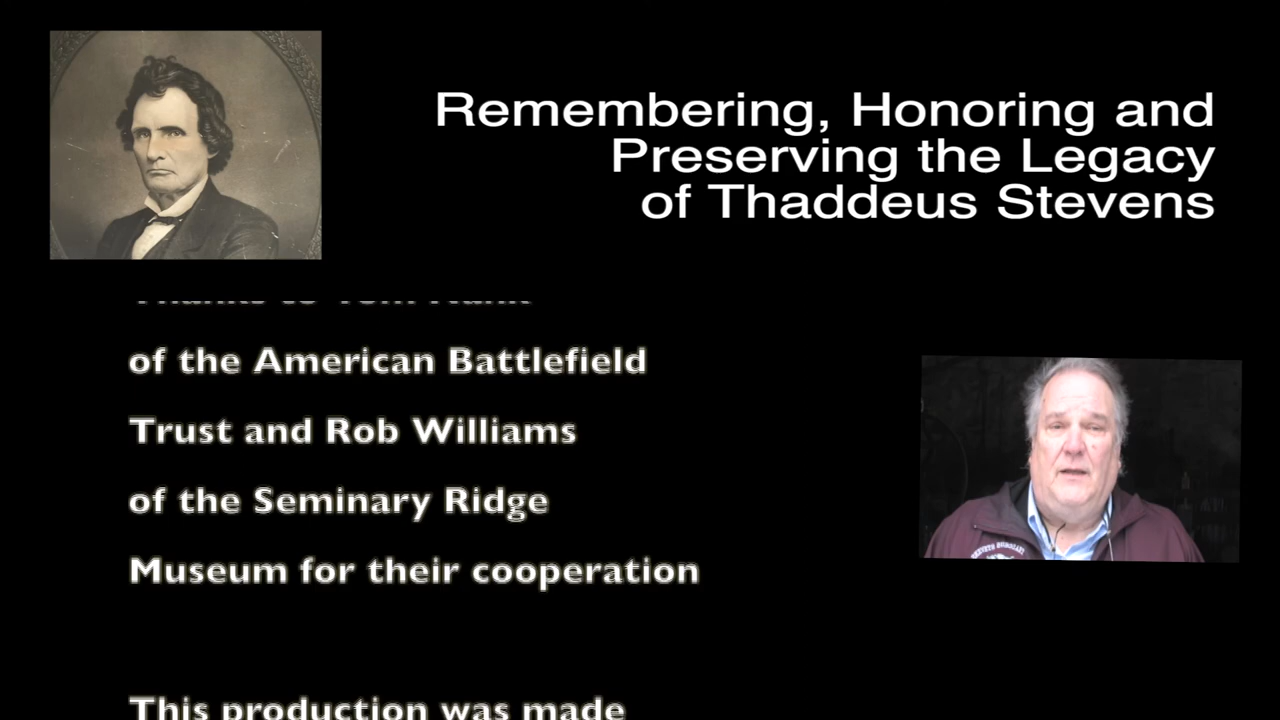 Remembering, Honoring and
Preserving the Legacy
of Thaddeus Stevens
of the American Battlefield
Trust and Rob Williams
of the Seminary Ridge
Museum for their cooperation
This production was made